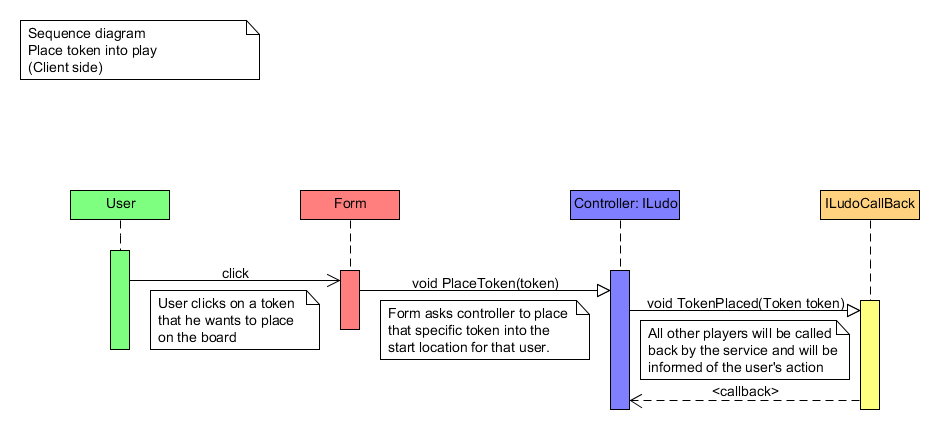 Sequence diagram
Place token into play
(Client side)
User
Form
Controller: ILudo
ILudoCallBack
click
void PlaceToken(token)
void TokenPlaced(Token token)
User clicks on a token
that he wants to place
on the board
Form asks controller to place
that specific token into the
start location for that user.
All other players will be called
back by the service and will be
informed of the user's action
<callback>